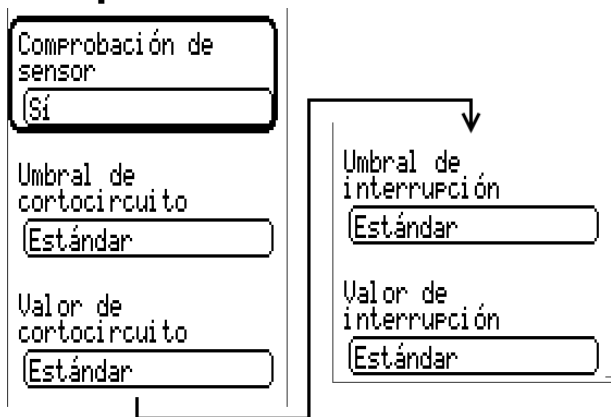 Comprobación de
sensor
Sí
Umbral de
cortocircuito
Estándar
Valor de
cortocircuito
Estándar
Umbral de
interrupción
Estándar
Valor de
interrupción
Estándar